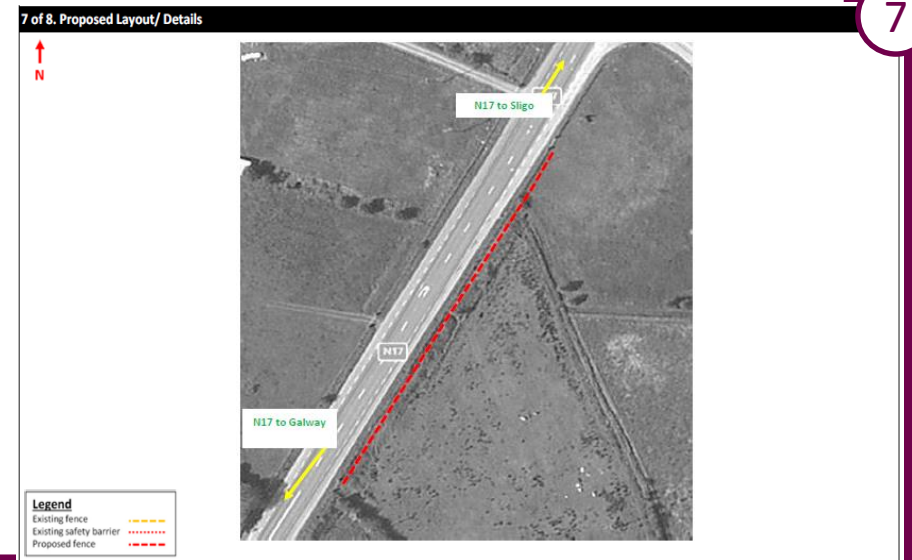 7 of 8. Proposed Layout/ Details
7
N
N17 to Sligo
N17
N17 to Galway
Legend
Existing fence
Existing safety barrier
Proposed fence